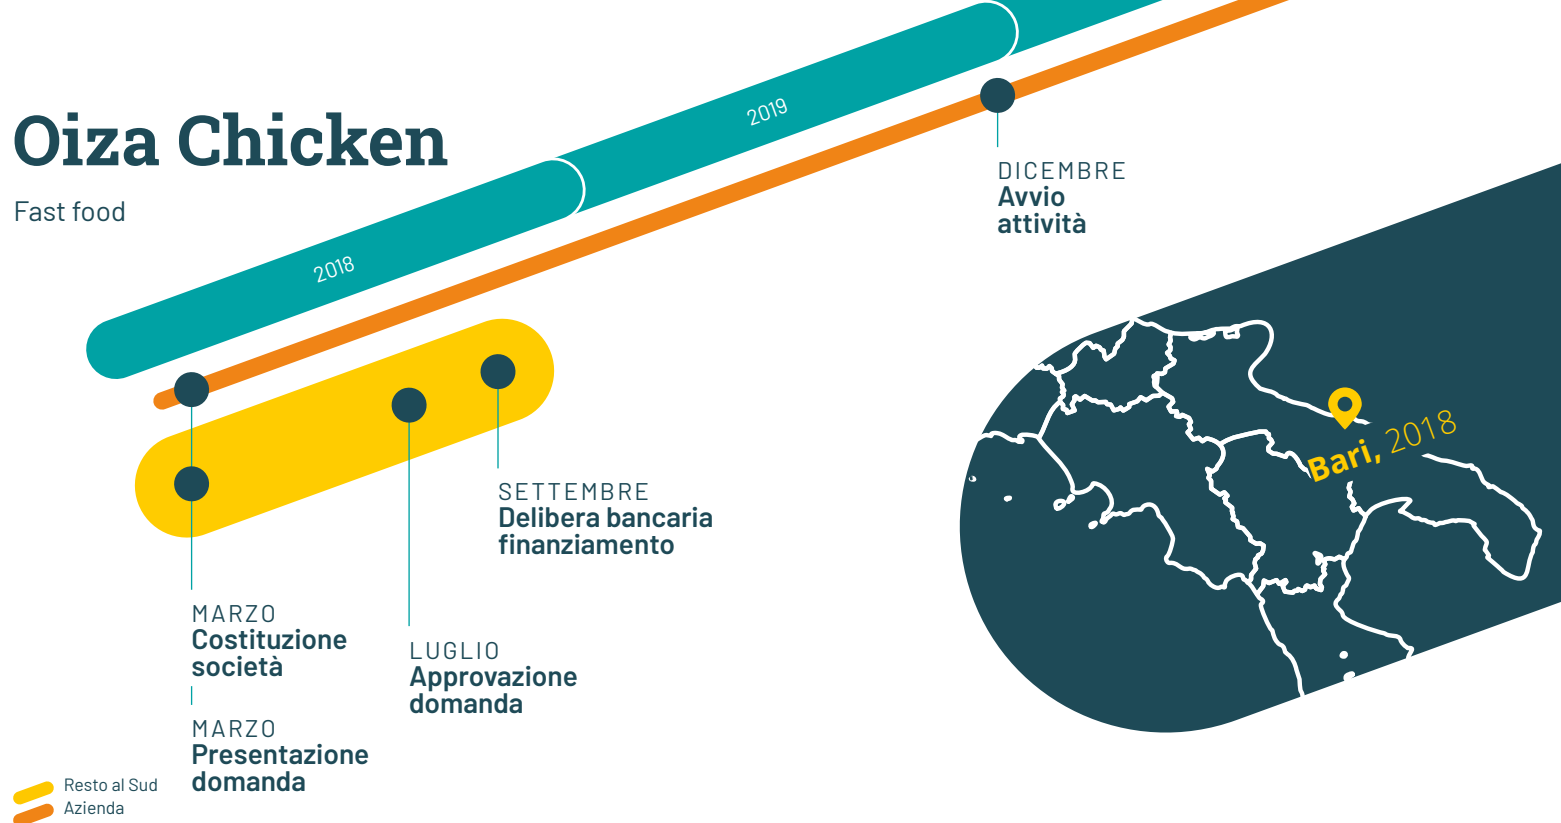 Oiza Chicken
Fast food
2018
2019
DICEMBRE
Avvio
attività
SETTEMBRE
Delibera bancaria
finanziamento
LUGLIO
Approvazione
domanda
MARZO
Costituzione
società
MARZO
Presentazione
domanda
Bari, 2018
Resto al Sud
Azienda